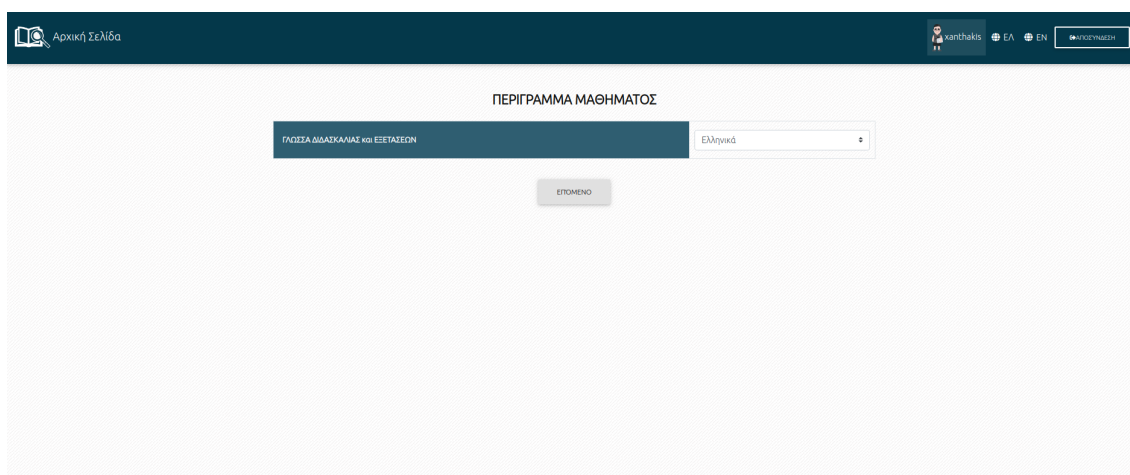 Αρχική Σελίδα
xanthakis ΕΛ EN ΑΠΟΣΥΝΔΕΣΗ
ΠΕΡΙΓΡΑΜΜΑ ΜΑΘΗΜΑΤΟΣ
ΓΛΩΣΣΑ ΔΙΔΑΣΚΑΛΙΑΣ και ΕΞΕΤΑΣΕΩΝ
Ελληνικά
ΕΠΟΜΕΝΟ